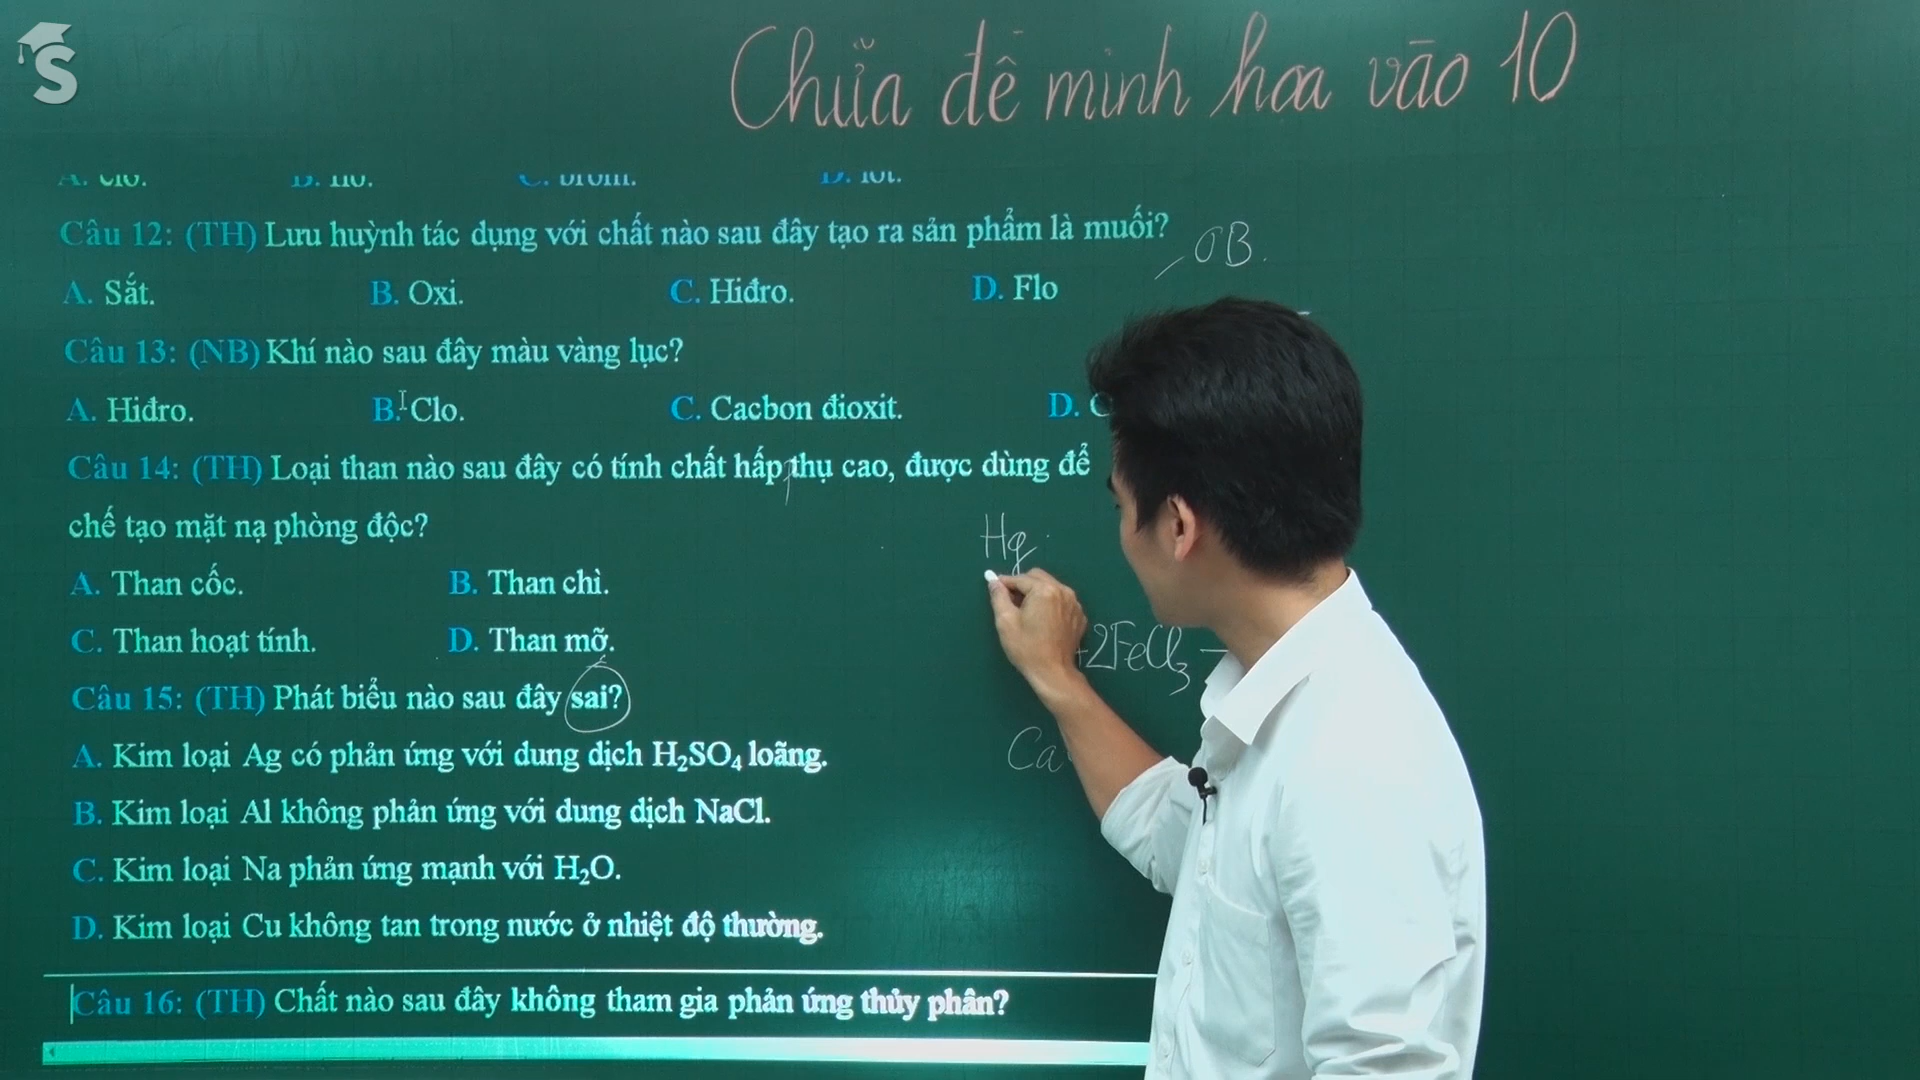 S
Chữa đề minh hoa vào 10
A. Clo. B. Iio. C. Brom. D. Iot.
Câu 12: (TH) Lưu huỳnh tác dụng với chất nào sau đây tạo ra sản phẩm là muối?
OB.
A. Sắt. B. Oxi. C. Hiđro. D. Flo
Câu 13: (NB) Khí nào sau đây màu vàng lục?
A. Hiđro. B. Clo. C. Cacbon đioxit. D.
Câu 14: (TH) Loại than nào sau đây có tính chất hấp thụ cao, được dùng để
chế tạo mặt nạ phòng độc?
Hg
A. Than cốc. B. Than chì.
C. Than hoạt tính. D. Than mỡ.
+2FeCl₃ –
Câu 15: (TH) Phát biểu nào sau đây sai?
A. Kim loại Ag có phản ứng với dung dịch H₂SO₄ loãng.
Ca
B. Kim loại Al không phản ứng với dung dịch NaCl.
C. Kim loại Na phản ứng mạnh với H₂O.
D. Kim loại Cu không tan trong nước ở nhiệt độ thường.
Câu 16: (TH) Chất nào sau đây không tham gia phản ứng thủy phân?